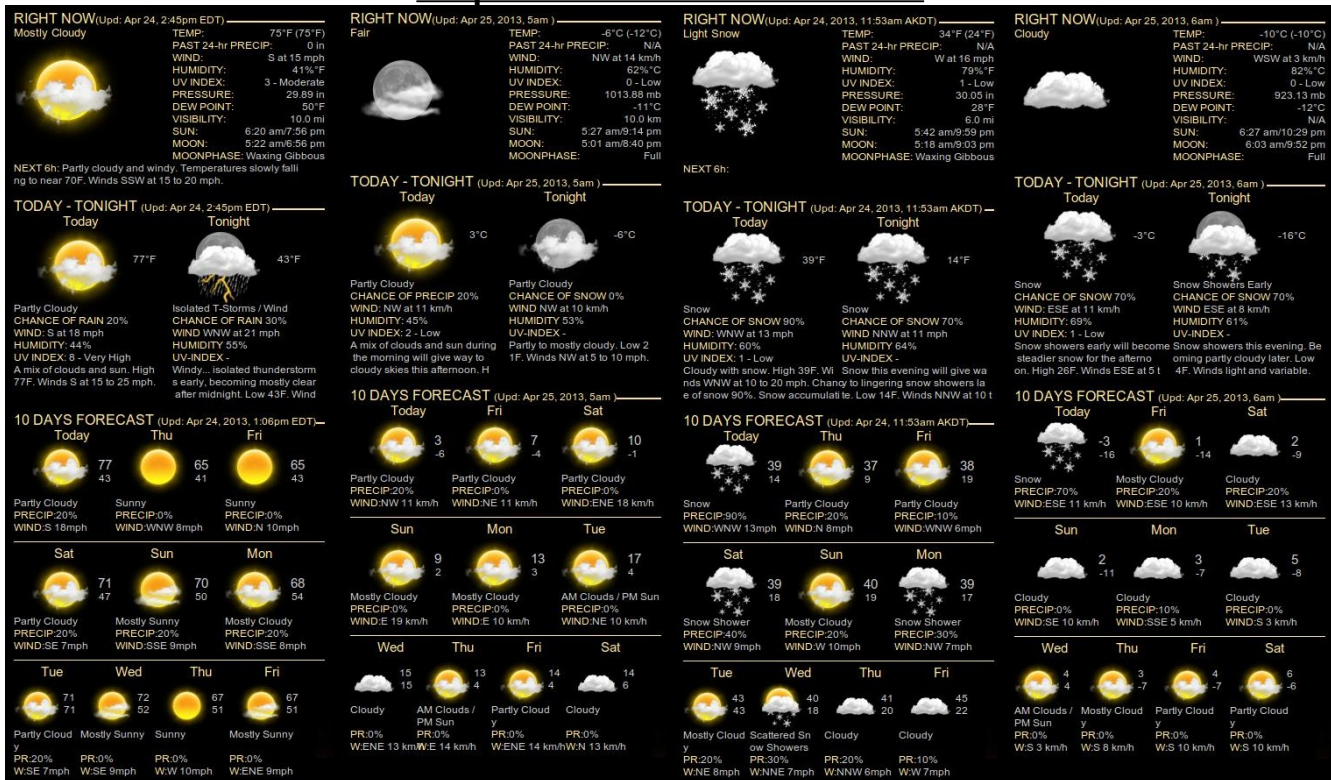 RIGHT NOW(Upd: Apr 24, 2:45pm EDT)
Mostly Cloudy
TEMP: 75°F (75°F)
PAST 24-hr PRECIP: 0 in
WIND: S at 15 mph
HUMIDITY: 41%°F
UV INDEX: 3 - Moderate
PRESSURE: 29.89 in
DEW POINT: 50°F
VISIBILITY: 10.0 mi
SUN: 6:20 am/7:56 pm
MOON: 5:22 am/6:56 pm
MOONPHASE: Waxing Gibbous
NEXT 6h: Partly cloudy and windy. Temperatures slowly falli
ng to near 70F. Winds SSW at 15 to 20 mph.
TODAY - TONIGHT (Upd: Apr 24, 2:45pm EDT)
Today Tonight
77°F 43°F
Partly Cloudy Isolated T-Storms / Wind
CHANCE OF RAIN 20% CHANCE OF RAIN 30%
WIND: S at 18 mph WIND WNW at 21 mph
HUMIDITY: 44% HUMIDITY 55%
UV INDEX: 8 - Very High UV-INDEX -
A mix of clouds and sun. High Windy... isolated thunderstorm
77F. Winds S at 15 to 25 mph. s early, becoming mostly clear
after midnight. Low 43F. Wind
10 DAYS FORECAST (Upd: Apr 24, 2013, 1:06pm EDT)
Today Thu Fri
77 65 65
43 41 43
Partly Cloudy Sunny Sunny
PRECIP:20% PRECIP:0% PRECIP:0%
WIND:S 18mph WIND:WNW 8mph WIND:N 10mph
Sat Sun Mon
71 70 68
47 50 54
Partly Cloudy Mostly Sunny Mostly Cloudy
PRECIP:20% PRECIP:20% PRECIP:20%
WIND:SE 7mph WIND:SSE 9mph WIND:SSE 8mph
Tue Wed Thu Fri
71 72 67 67
71 52 51 51
Partly Cloud Mostly Sunny Sunny Mostly Sunny
y
PR:20% PR:0% PR:0% PR:0%
W:SE 7mph W:SE 9mph W:W 10mph W:ENE 9mph
RIGHT NOW(Upd: Apr 25, 2013, 5am )
Fair
TEMP: -6°C (-12°C)
PAST 24-hr PRECIP: N/A
WIND: NW at 14 km/h
HUMIDITY: 62%°C
UV INDEX: 0 - Low
PRESSURE: 1013.88 mb
DEW POINT: -11°C
VISIBILITY: 10.0 km
SUN: 5:27 am/9:14 pm
MOON: 5:01 am/8:40 pm
MOONPHASE: Full
TODAY - TONIGHT (Upd: Apr 25, 2013, 5am )
Today Tonight
3°C -6°C
Partly Cloudy Partly Cloudy
CHANCE OF PRECIP 20% CHANCE OF SNOW 0%
WIND: NW at 11 km/h WIND NW at 10 km/h
HUMIDITY: 45% HUMIDITY 53%
UV INDEX: 2 - Low UV-INDEX -
A mix of clouds and sun during Partly to mostly cloudy. Low 2
the morning will give way to 1F. Winds NW at 5 to 10 mph.
cloudy skies this afternoon. H
10 DAYS FORECAST (Upd: Apr 25, 2013, 5am )
Today Fri Sat
3 7 10
-6 -4 -1
Partly Cloudy Partly Cloudy Partly Cloudy
PRECIP:20% PRECIP:0% PRECIP:0%
WIND:NW 11 km/h WIND:NE 11 km/h WIND:ENE 18 km/h
Sun Mon Tue
9 13 17
2 3 4
Mostly Cloudy Mostly Cloudy AM Clouds / PM Sun
PRECIP:0% PRECIP:0% PRECIP:0%
WIND:E 19 km/h WIND:E 10 km/h WIND:NE 10 km/h
Wed Thu Fri Sat
15 13 14 14
15 4 4 6
Cloudy AM Clouds / Partly Cloud Cloudy
PM Sun y
PR:0% PR:0% PR:0% PR:0%
W:ENE 13 km/h W:E 14 km/h W:ENE 14 km/h W:N 13 km/h
RIGHT NOW(Upd: Apr 24, 2013, 11:53am AKDT)
Light Snow
TEMP: 34°F (24°F)
PAST 24-hr PRECIP: N/A
WIND: W at 16 mph
HUMIDITY: 79%°F
UV INDEX: 1 - Low
PRESSURE: 30.05 in
DEW POINT: 28°F
VISIBILITY: 6.0 mi
SUN: 5:42 am/9:59 pm
MOON: 5:18 am/9:03 pm
MOONPHASE: Waxing Gibbous
NEXT 6h:
TODAY - TONIGHT (Upd: Apr 24, 2013, 11:53am AKDT)
Today Tonight
39°F 14°F
Snow Snow
CHANCE OF SNOW 90% CHANCE OF SNOW 70%
WIND: WNW at 13 mph WIND NNW at 11 mph
HUMIDITY: 60% HUMIDITY 64%
UV INDEX: 1 - Low UV-INDEX -
Cloudy with snow. High 39F. Wi Snow this evening will give wa
nds WNW at 10 to 20 mph. Chanc y to lingering snow showers la
e of snow 90%. Snow accumulati te. Low 14F. Winds NNW at 10 t
10 DAYS FORECAST (Upd: Apr 24, 2013, 11:53am AKDT)
Today Thu Fri
39 37 38
14 9 19
Snow Partly Cloudy Partly Cloudy
PRECIP:90% PRECIP:20% PRECIP:10%
WIND:WNW 13mph WIND:N 8mph WIND:WNW 6mph
Sat Sun Mon
39 40 39
18 19 17
Snow Shower Mostly Cloudy Snow Shower
PRECIP:40% PRECIP:20% PRECIP:30%
WIND:NW 9mph WIND:W 10mph WIND:NW 7mph
Tue Wed Thu Fri
43 40 41 45
43 18 20 22
Mostly Cloud Scattered Sn Cloudy Cloudy
y ow Showers
PR:20% PR:30% PR:20% PR:10%
W:NE 8mph W:NNE 7mph W:NNW 6mph W:W 7mph
RIGHT NOW(Upd: Apr 25, 2013, 6am )
Cloudy
TEMP: -10°C (-10°C)
PAST 24-hr PRECIP: N/A
WIND: WSW at 3 km/h
HUMIDITY: 82%°C
UV INDEX: 0 - Low
PRESSURE: 923.13 mb
DEW POINT: -12°C
VISIBILITY: N/A
SUN: 6:27 am/10:29 pm
MOON: 6:03 am/9:52 pm
MOONPHASE: Full
TODAY - TONIGHT (Upd: Apr 25, 2013, 6am )
Today Tonight
-3°C -16°C
Snow Snow Showers Early
CHANCE OF SNOW 70% CHANCE OF SNOW 70%
WIND: ESE at 11 km/h WIND ESE at 8 km/h
HUMIDITY: 69% HUMIDITY 61%
UV INDEX: 1 - Low UV-INDEX -
Snow showers early will become Snow showers this evening. Be
steadier snow for the afterno oming partly cloudy later. Low
on. High 26F. Winds ESE at 5 t 4F. Winds light and variable.
10 DAYS FORECAST (Upd: Apr 25, 2013, 6am )
Today Fri Sat
-3 1 2
-16 -14 -9
Snow Mostly Cloudy Cloudy
PRECIP:70% PRECIP:20% PRECIP:20%
WIND:ESE 11 km/h WIND:ESE 10 km/h WIND:ESE 13 km/h
Sun Mon Tue
2 3 5
-11 -7 -8
Cloudy Cloudy Cloudy
PRECIP:0% PRECIP:10% PRECIP:0%
WIND:SE 10 km/h WIND:SSE 5 km/h WIND:S 3 km/h
Wed Thu Fri Sat
4 3 4 6
4 -7 -7 -6
AM Clouds / Mostly Cloud Partly Cloud Partly Cloud
PM Sun y y y
PR:0% PR:0% PR:0% PR:0%
W:S 3 km/h W:S 8 km/h W:S 10 km/h W:S 10 km/h